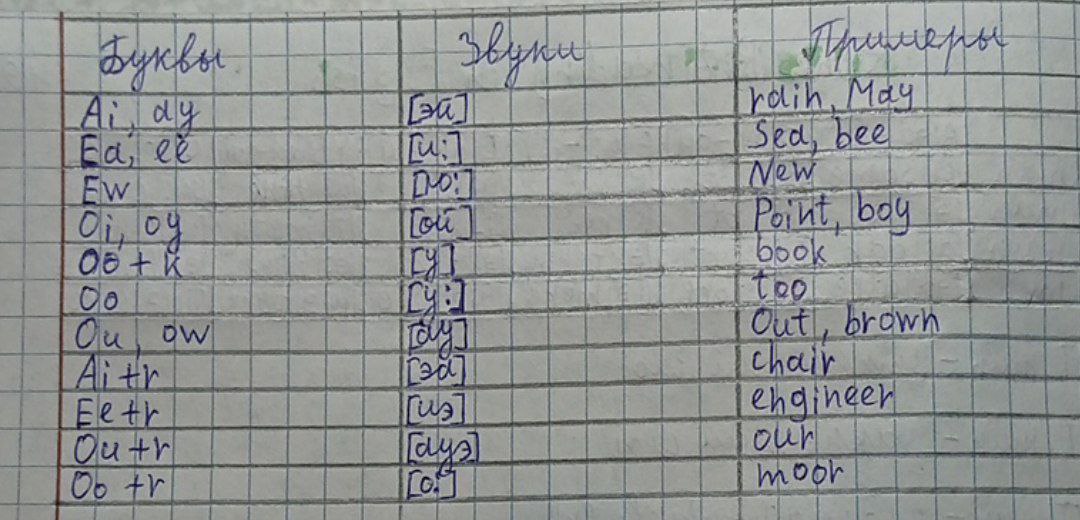 Буквы Звуки Примеры
Ai, ay [эй] rain, May
Ea, ee [и:] Sea, bee
Ew [ю:] New
Oi, oy [ой] Point, boy
Oo + k [у] book
Oo [у:] too
Ou, ow [ау] Out, brown
Ai +r [эа] chair
Ee +r [иэ] engineer
Ou +r [ауэ] our
Oo +r [о:] moor